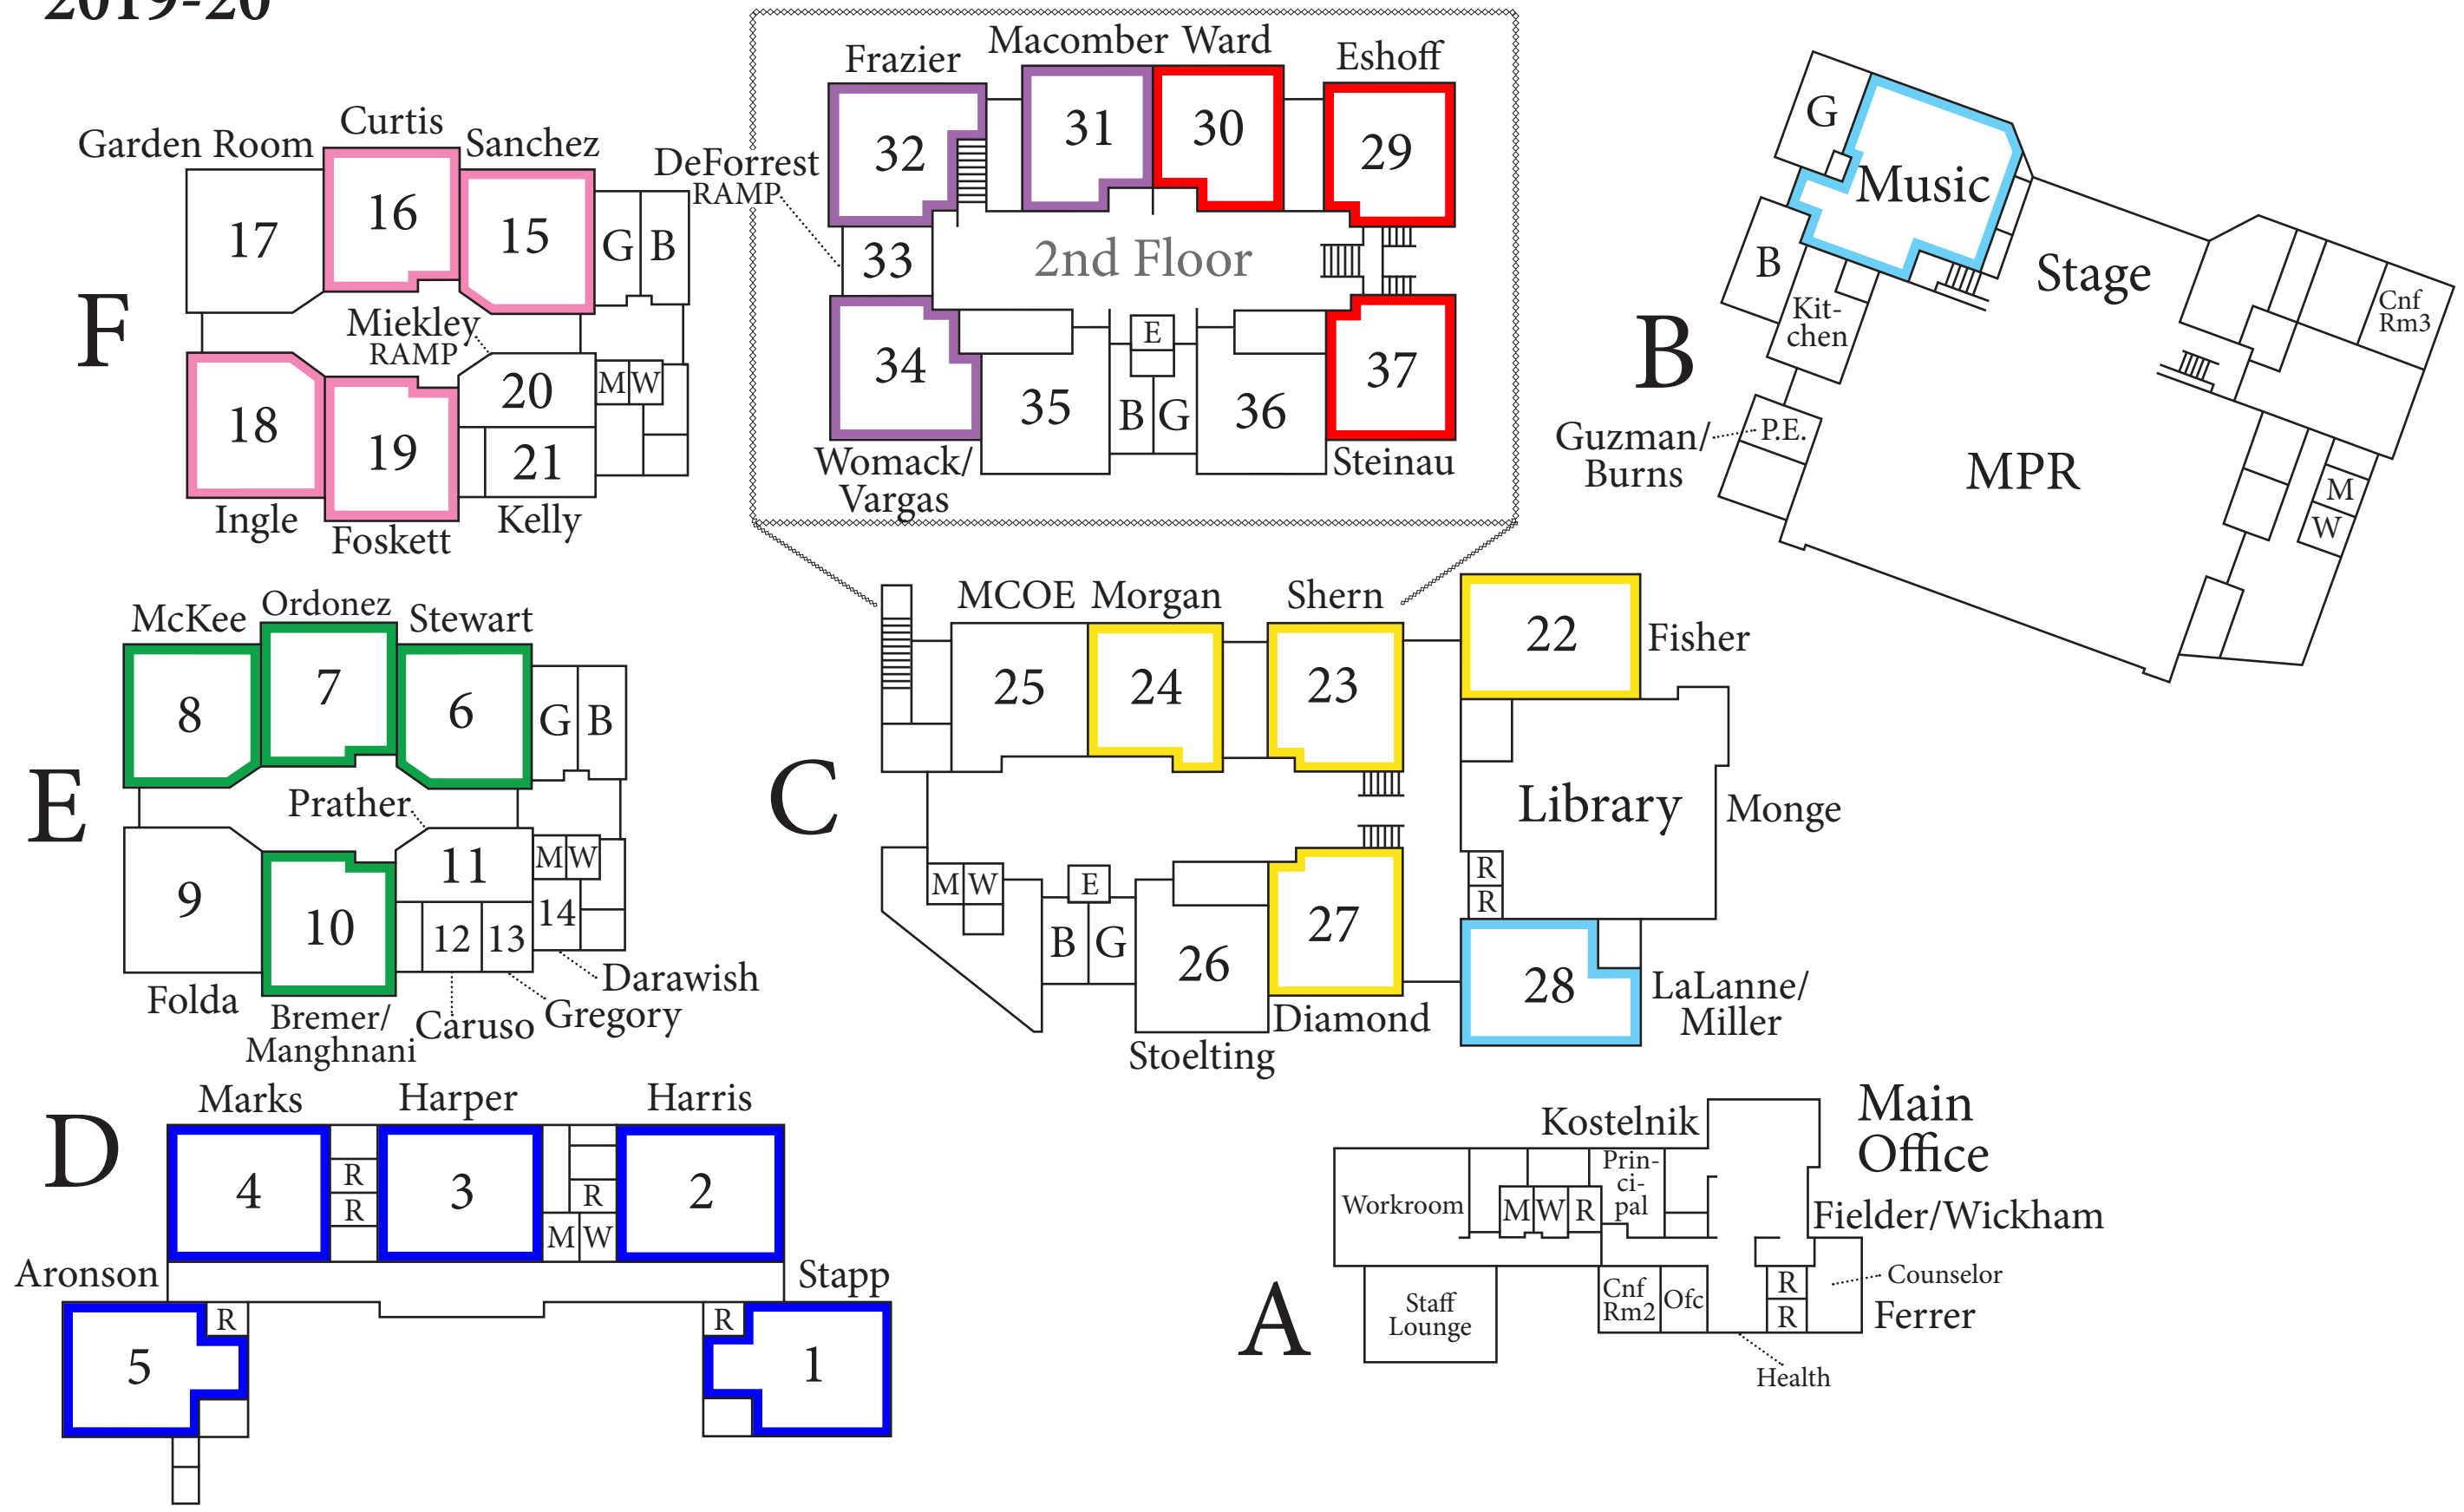 2019-20
Garden Room
Curtis
Sanchez
17
16
15
G
B
F
Miekley
RAMP
18
19
20
21
M
W
Ingle
Foskett
Kelly
Frazier
Macomber
Ward
Eshoff
32
31
30
29
DeForrest
RAMP
33
2nd Floor
34
35
E
B
G
36
37
Womack/
Vargas
Steinau
G
Music
B
Kit-
chen
Stage
Cnf
Rm3
B
Guzman/
Burns
P.E.
MPR
M
W
McKee
Ordonez
Stewart
8
7
6
G
B
E
Prather
9
10
11
M
W
12
13
14
Folda
Bremer/
Manghnani
Caruso
Gregory
Darawish
MCOE
Morgan
Shern
25
24
23
22
Fisher
C
Library
Monge
M
W
E
B
G
26
27
R
R
28
LaLanne/
Miller
Diamond
Stoelting
D
Marks
Harper
Harris
4
R
R
3
R
M
W
2
Aronson
Stapp
5
R
R
1
Kostelnik
Main
Office
Workroom
M
W
R
Prin-
ci-
pal
Fielder/Wickham
A
Staff
Lounge
Cnf
Rm2
Ofc
R
R
Counselor
Ferrer
Health